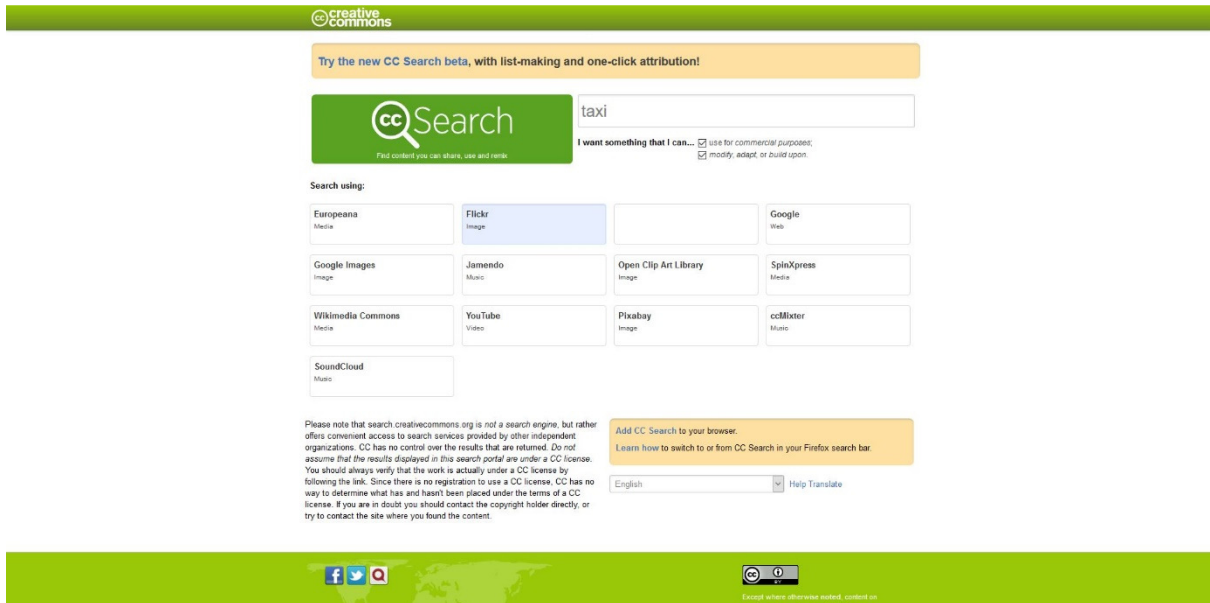 cc creative
commons
Try the new CC Search beta, with list-making and one-click attribution!
cc Search
Find content you can share, use and remix
taxi
I want something that I can... use for commercial purposes;
modify, adapt, or build upon.
Search using:
Europeana
Media
Flickr
Image
Google
Web
Google Images
Image
Jamendo
Music
Open Clip Art Library
Image
SpinXpress
Media
Wikimedia Commons
Media
YouTube
Video
Pixabay
Image
ccMixter
Music
SoundCloud
Music
Please note that search.creativecommons.org is not a search engine, but rather
offers convenient access to search services provided by other independent
organizations. CC has no control over the results that are returned. Do not
assume that the results displayed in this search portal are under a CC license.
You should always verify that the work is actually under a CC license by
following the link. Since there is no registration to use a CC license, CC has no
way to determine what has and hasn't been placed under the terms of a CC
license. If you are in doubt you should contact the copyright holder directly, or
try to contact the site where you found the content.
Add CC Search to your browser.
Learn how to switch to or from CC Search in your Firefox search bar.
English
Help Translate
f
Q
cc
BY
Except where otherwise noted, content on